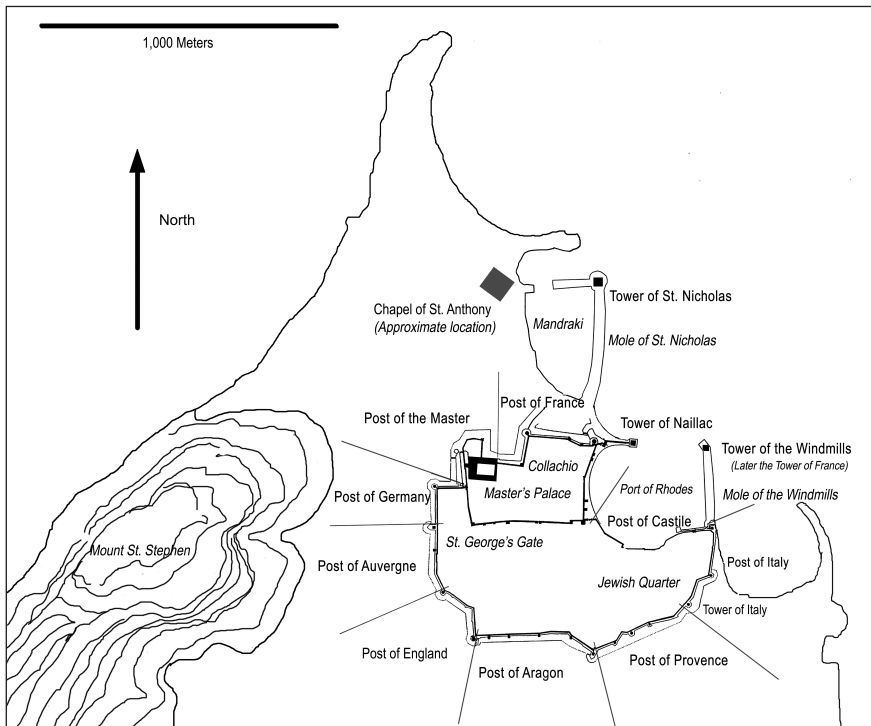 1,000 Meters
North
Chapel of St. Anthony
(Approximate location)
Tower of St. Nicholas
Mandraki
Mole of St. Nicholas
Post of the Master
Post of France
Tower of Naillac
Tower of the Windmills
(Later the Tower of France)
Collachio
Post of Germany
Master's Palace
Port of Rhodes
Mole of the Windmills
Post of Castile
Mount St. Stephen
St. George's Gate
Post of Auvergne
Jewish Quarter
Post of Italy
Tower of Italy
Post of England
Post of Aragon
Post of Provence